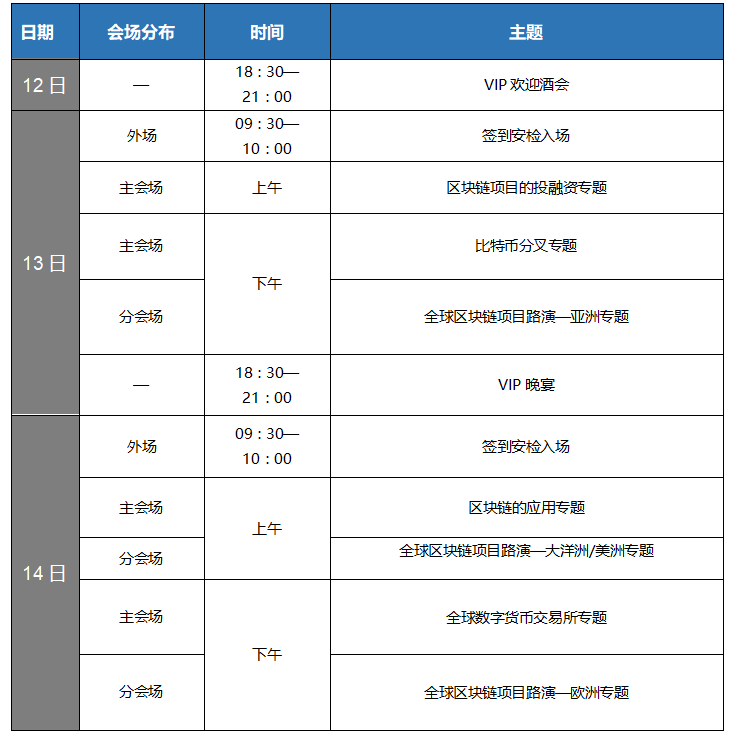 日期 会场分布 时间 主题
12日 — 18：30—
21：00 VIP 欢迎酒会
13日 外场 09：30—
10：00 签到安检入场
主会场 上午 区块链项目的投融资专题
主会场 下午 比特币分叉专题
分会场 全球区块链项目路演—亚洲专题
— 18：30—
21：00 VIP 晚宴
14日 外场 09：30—
10：00 签到安检入场
主会场 上午 区块链的应用专题
分会场 全球区块链项目路演—大洋洲/美洲专题
主会场 下午 全球数字货币交易所专题
分会场 全球区块链项目路演—欧洲专题